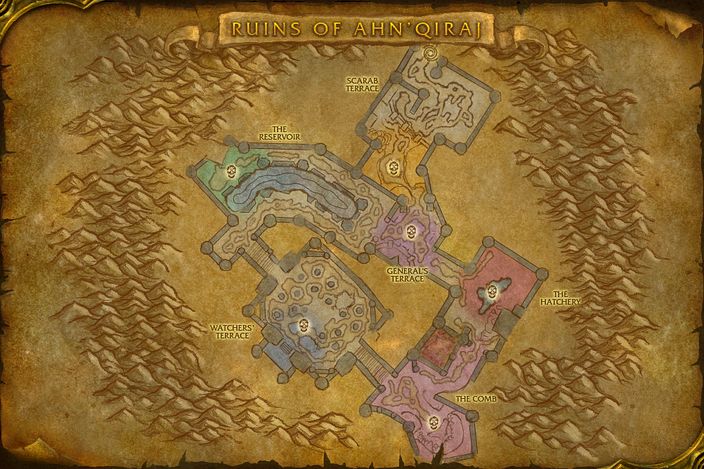 RUINS OF AHN'QIRAJ
SCARAB
TERRACE
THE
RESERVOIR
GENERAL'S
TERRACE
THE
HATCHERY
WATCHERS'
TERRACE
THE COMB